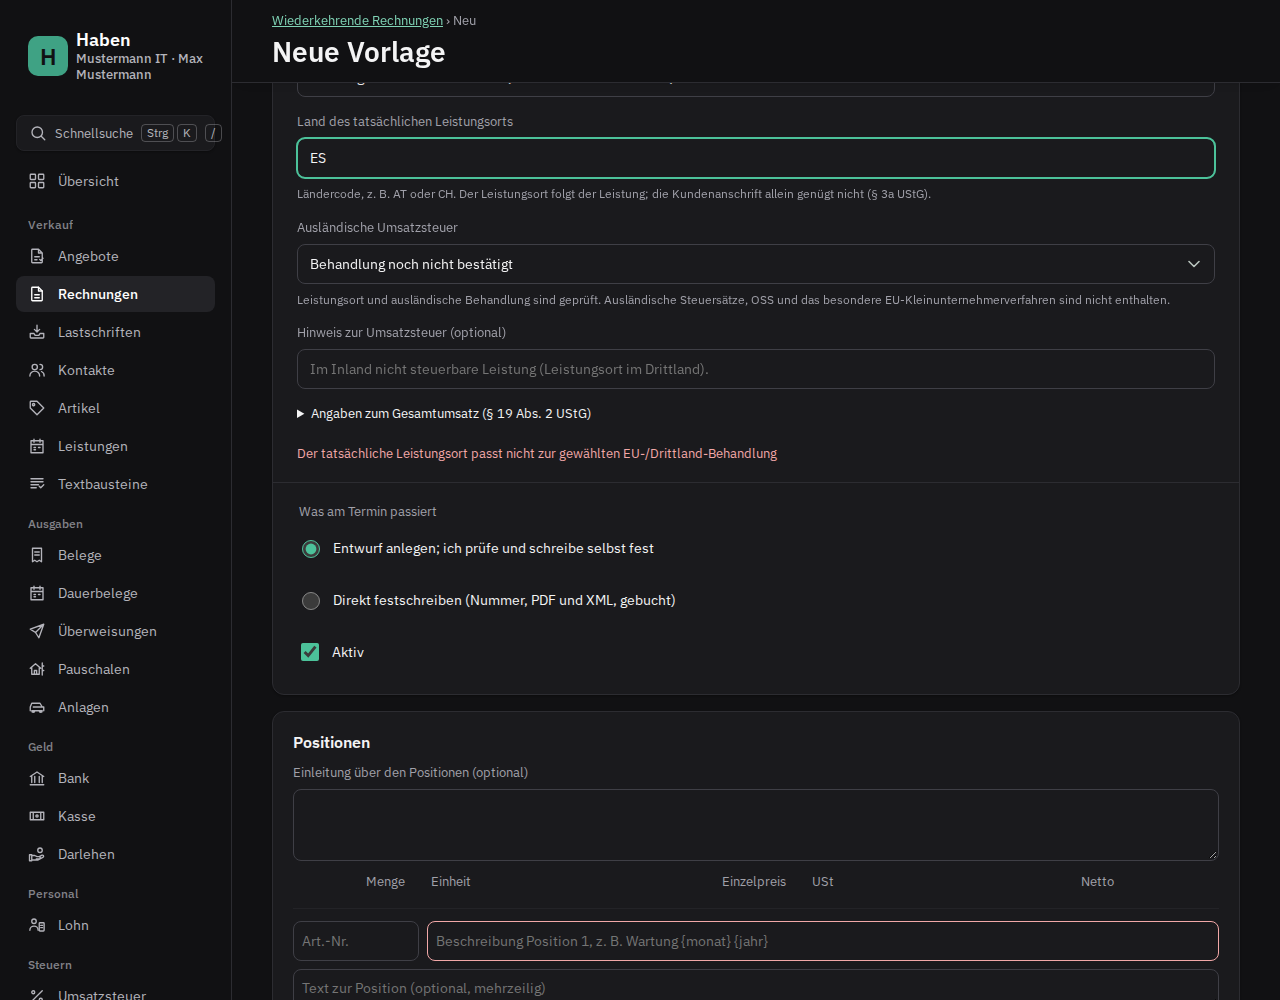 Wiederkehrende Rechnungen › Neu
Neue Vorlage
H
Haben
Mustermann IT · Max
Mustermann
Schnellsuche Strg K /
Übersicht
Verkauf
Angebote
Rechnungen
Lastschriften
Kontakte
Artikel
Leistungen
Textbausteine
Ausgaben
Belege
Dauerbelege
Überweisungen
Pauschalen
Anlagen
Geld
Bank
Kasse
Darlehen
Personal
Lohn
Steuern
Umsatzsteuer
Land des tatsächlichen Leistungsorts
ES
Ländercode, z. B. AT oder CH. Der Leistungsort folgt der Leistung; die Kundenanschrift allein genügt nicht (§ 3a UStG).
Ausländische Umsatzsteuer
Behandlung noch nicht bestätigt
Leistungsort und ausländische Behandlung sind geprüft. Ausländische Steuersätze, OSS und das besondere EU-Kleinunternehmerverfahren sind nicht enthalten.
Hinweis zur Umsatzsteuer (optional)
Im Inland nicht steuerbare Leistung (Leistungsort im Drittland).
Angaben zum Gesamtumsatz (§ 19 Abs. 2 UStG)
Der tatsächliche Leistungsort passt nicht zur gewählten EU-/Drittland-Behandlung
Was am Termin passiert
Entwurf anlegen; ich prüfe und schreibe selbst fest
Direkt festschreiben (Nummer, PDF und XML, gebucht)
Aktiv
Positionen
Einleitung über den Positionen (optional)
Menge Einheit Einzelpreis USt Netto
Art.-Nr. Beschreibung Position 1, z. B. Wartung {monat} {jahr}
Text zur Position (optional, mehrzeilig)